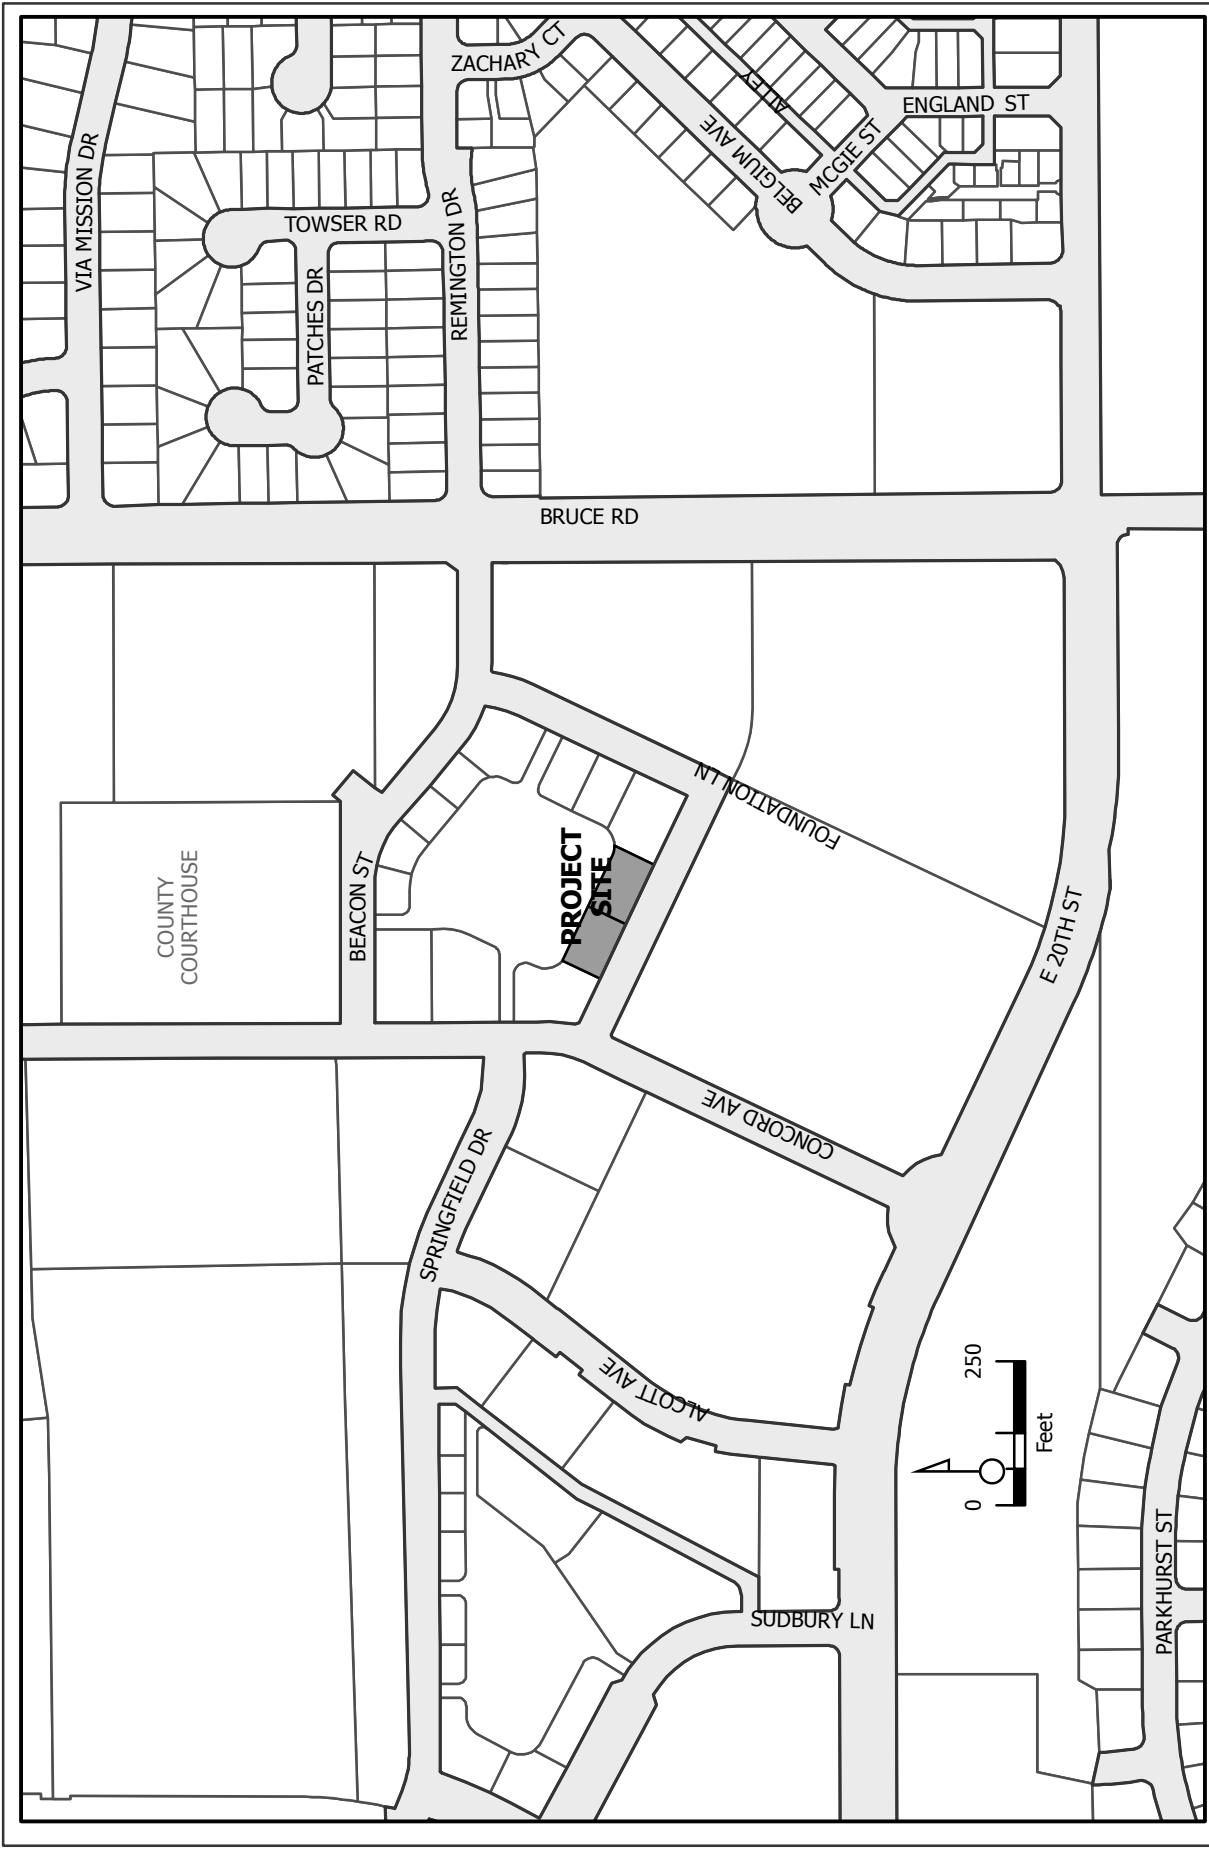 ZACHARY CT
ALLEY
ENGLAND ST
BELGIUM AVE
MCGIE ST
VIA MISSION DR
TOWSER RD
REMINGTON DR
PATCHES DR
BRUCE RD
FOUNDATION LN
PROJECT
SITE
COUNTY
COURTHOUSE
BEACON ST
E 20TH ST
CONCORD AVE
SPRINGFIELD DR
ALCOTT AVE
0
250
Feet
SUDBURY LN
PARKHURST ST